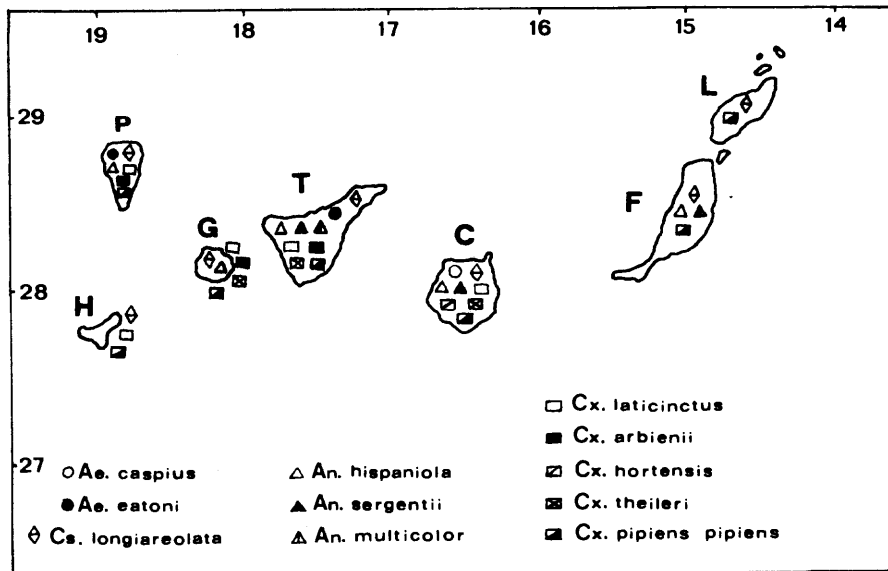 19 18 17 16 15 14
29
28
27
L
P
T
F
G
C
H
Cx. laticinctus
Cx. arbienii
Ae. caspius An. hispaniola Cx. hortensis
Ae. eatoni An. sergentii Cx. theileri
Cs. longiareolata An. multicolor Cx. pipiens pipiens